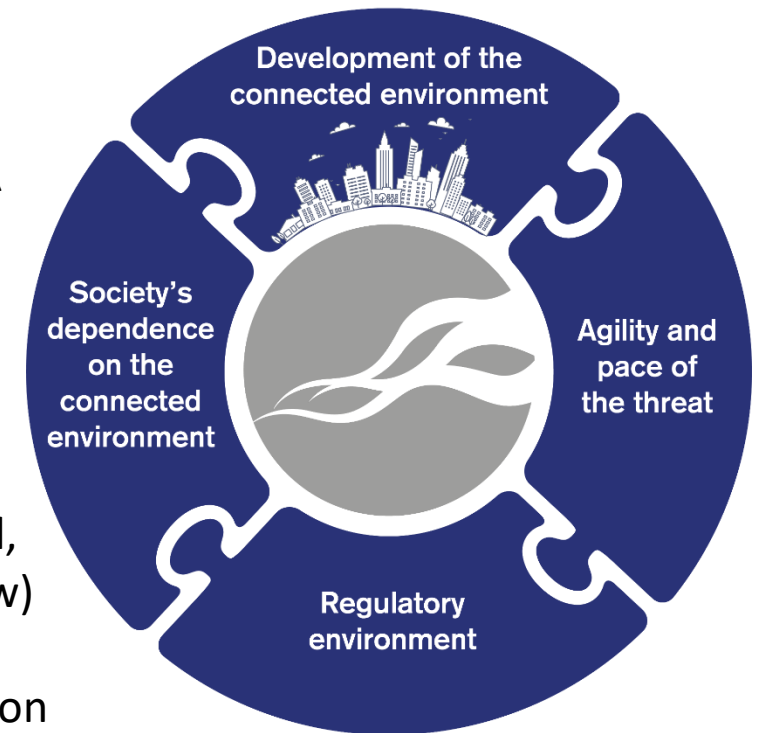 Development of the
connected environment
Society's
dependence
on the
connected
environment
Agility and
pace of
the threat
Regulatory
environment
,
w)
on